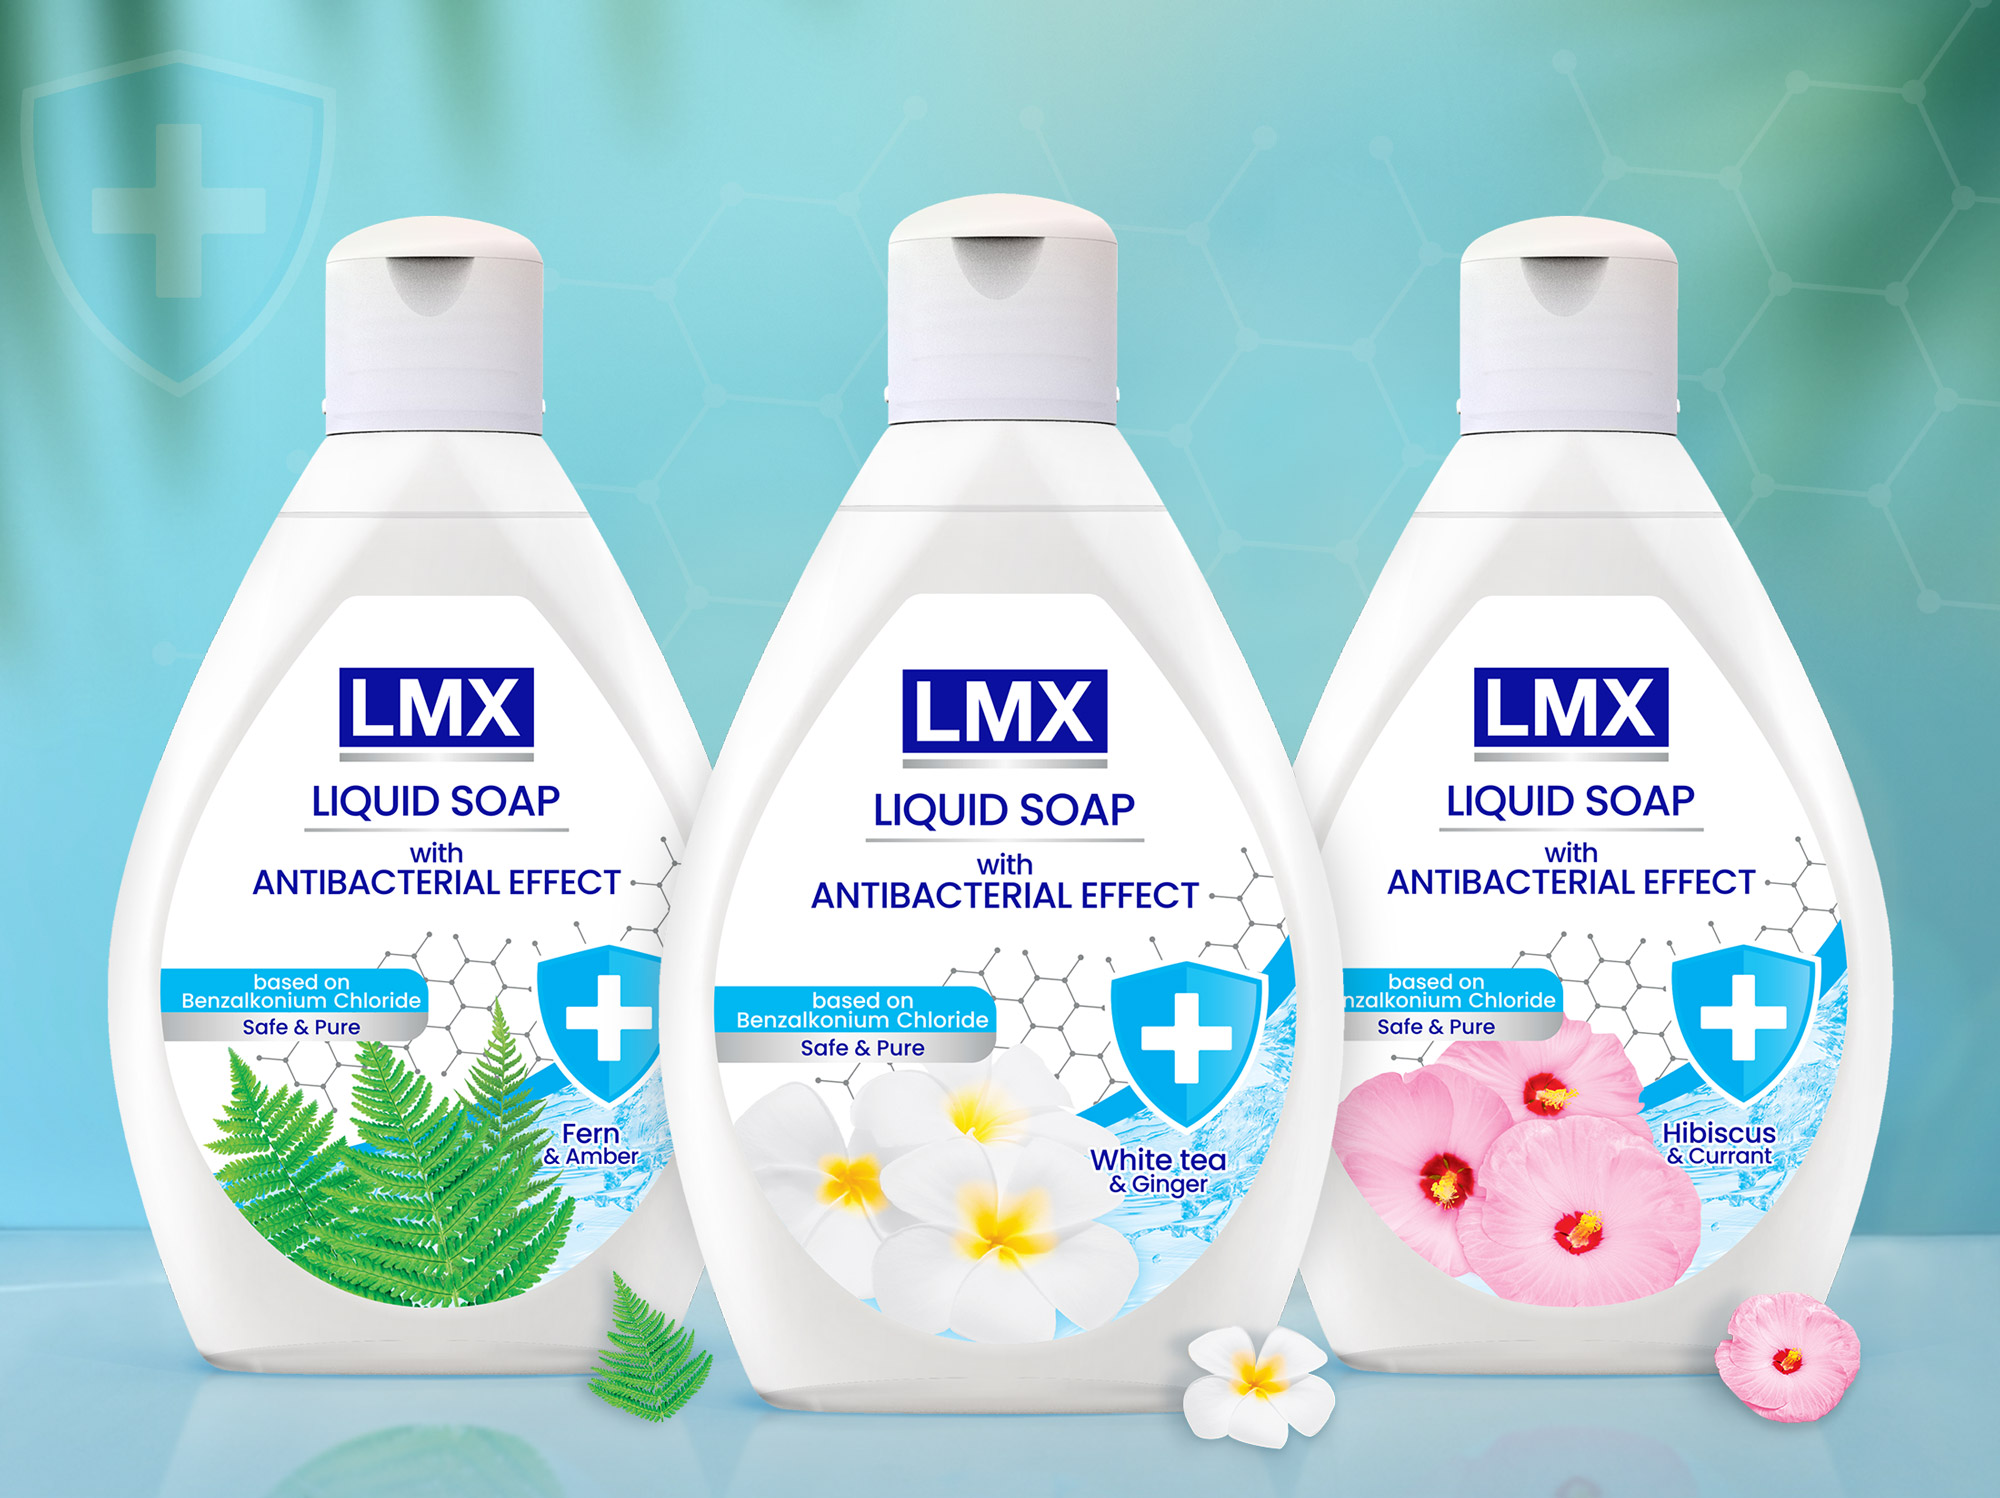 LMX
LIQUID SOAP
with
ANTIBACTERIAL EFFECT
based on
Benzalkonium Chloride
Safe & Pure
Fern
& Amber
LMX
LIQUID SOAP
with
ANTIBACTERIAL EFFECT
based on
Benzalkonium Chloride
Safe & Pure
White tea
& Ginger
LMX
LIQUID SOAP
with
ANTIBACTERIAL EFFECT
based on
nzalkonium Chloride
Safe & Pure
Hibiscus
& Currant